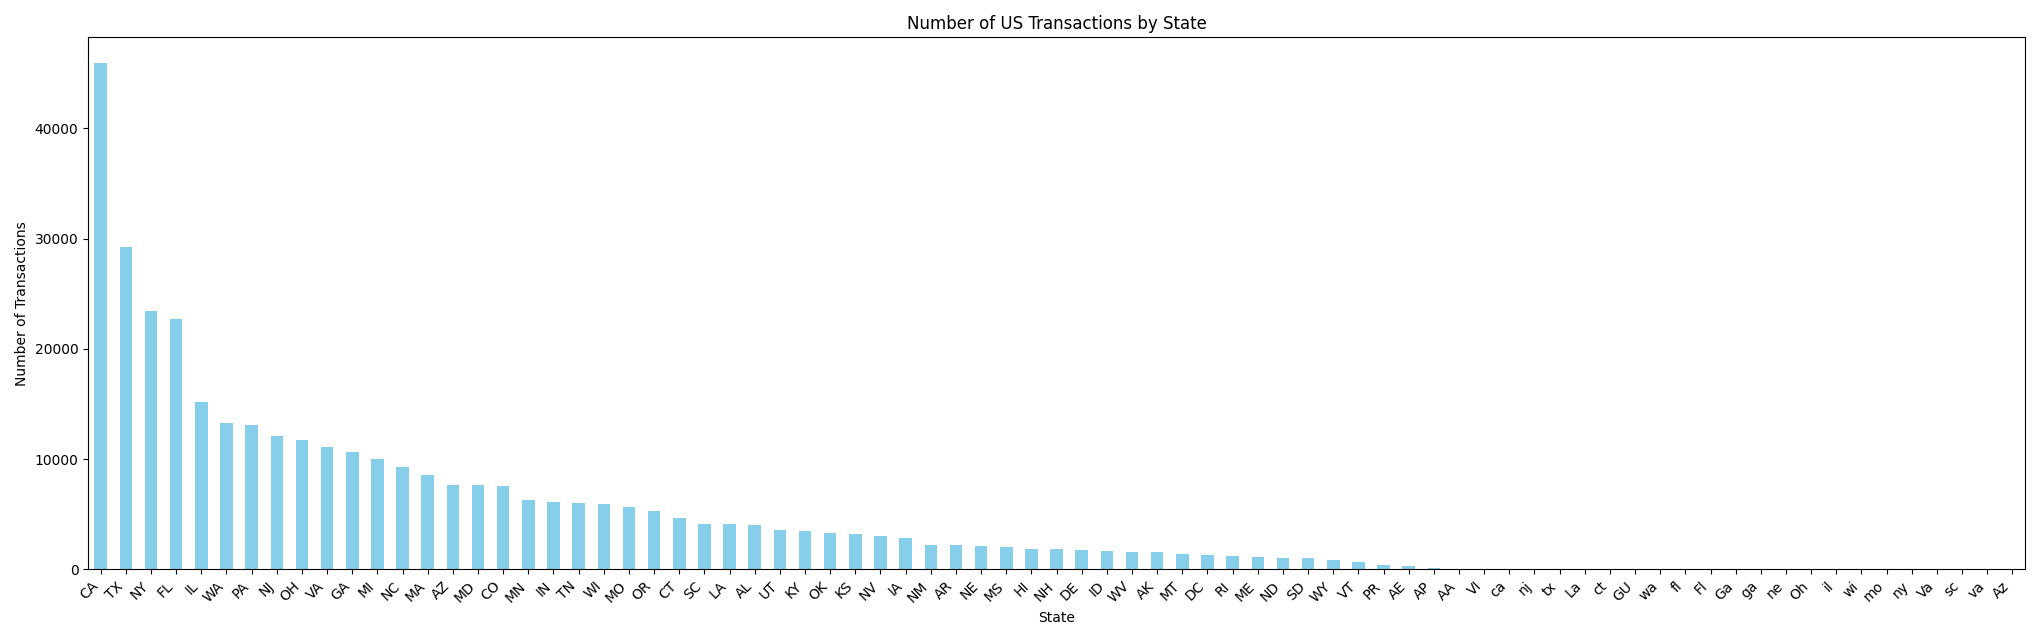 Number of US Transactions by State
Number of Transactions
40000
30000
20000
10000
0
CA TX NY FL IL WA PA NJ OH VA GA MI NC MA AZ MD CO MN IN TN WI MO OR CT SC LA AL UT KY OK KS NV IA NM AR NE MS HI NH DE ID WV AK MT DC RI ME ND SD WY VT PR AE AP AA VI ca nj tx La ct GU wa fl Fl Ga ga ne Oh il wi mo ny Va sc va Az
State